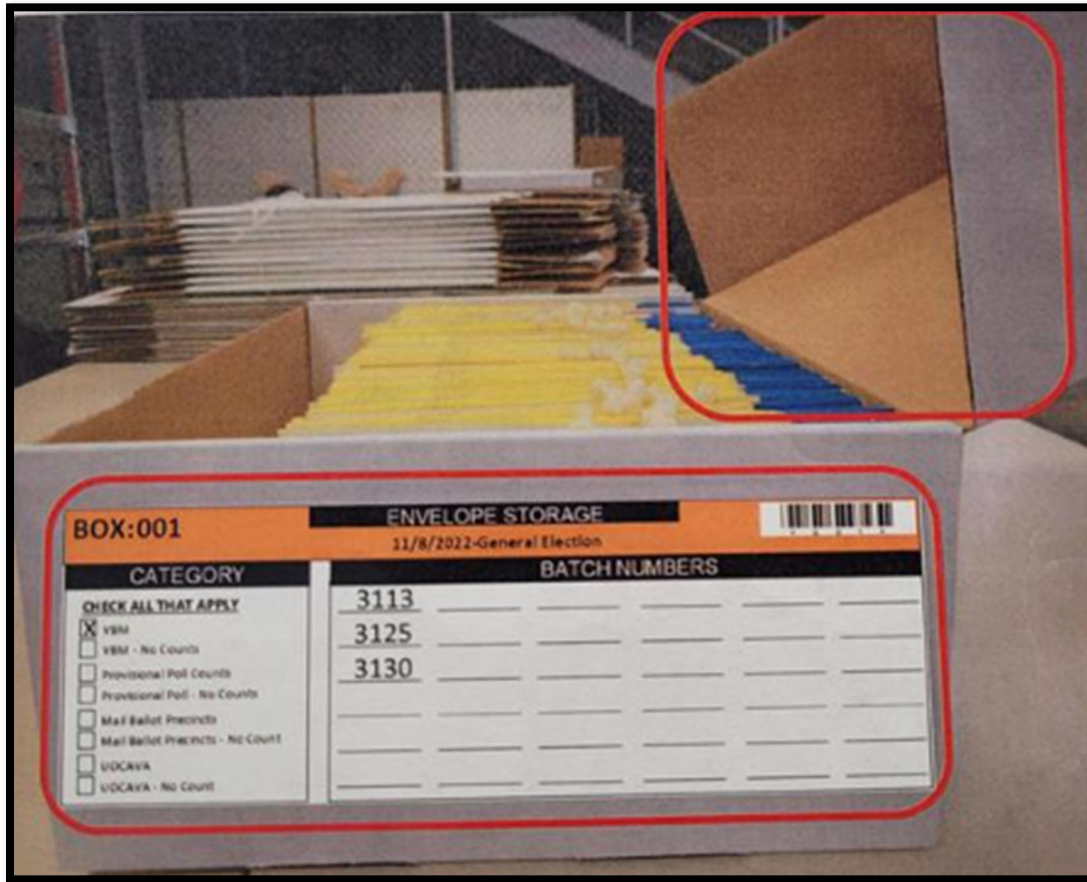 BOX:001
ENVELOPE STORAGE
11/8/2022-General Election
CATEGORY
CHECK ALL THAT APPLY
X VBM
VBM - No Counts
Provisional Poll Counts
Provisional Poll - No Counts
Mail Ballot Precincts
Mail Ballot Precincts - No Count
UOCAVA
UOCAVA - No Count
BATCH NUMBERS
3113
3125
3130